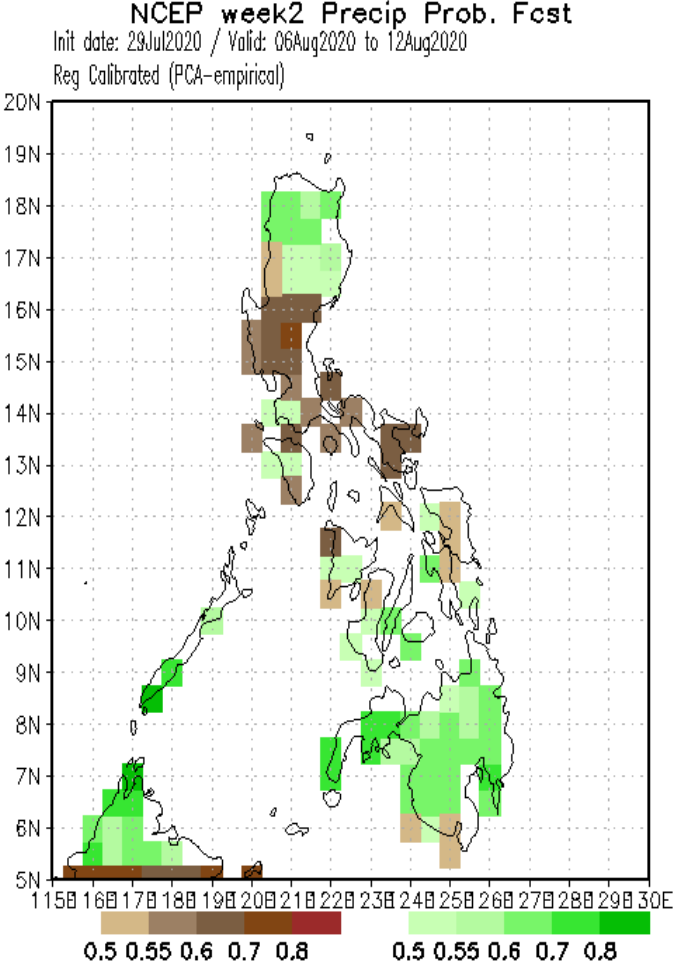 NCEP week2 Precip Prob. Fcst
Init date: 29Jul2020 / Valid: 06Aug2020 to 12Aug2020
Reg Calibrated (PCA-empirical)
20N
19N
18N
17N
16N
15N
14N
13N
12N
11N
10N
9N
8N
7N
6N
5N
115E 116E 117E 118E 119E 120E 121E 122E 123E 124E 125E 126E 127E 128E 129E 130E
0.5 0.55 0.6 0.7 0.8 0.5 0.55 0.6 0.7 0.8